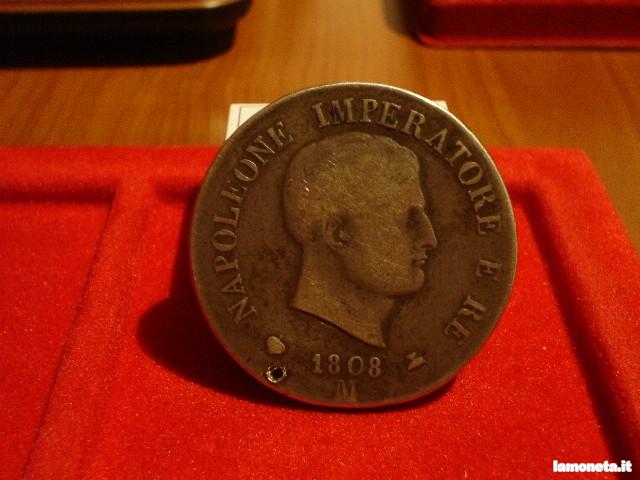 NAPOLEONE IMPERATORE E RE
1808
M
lamoneta.it